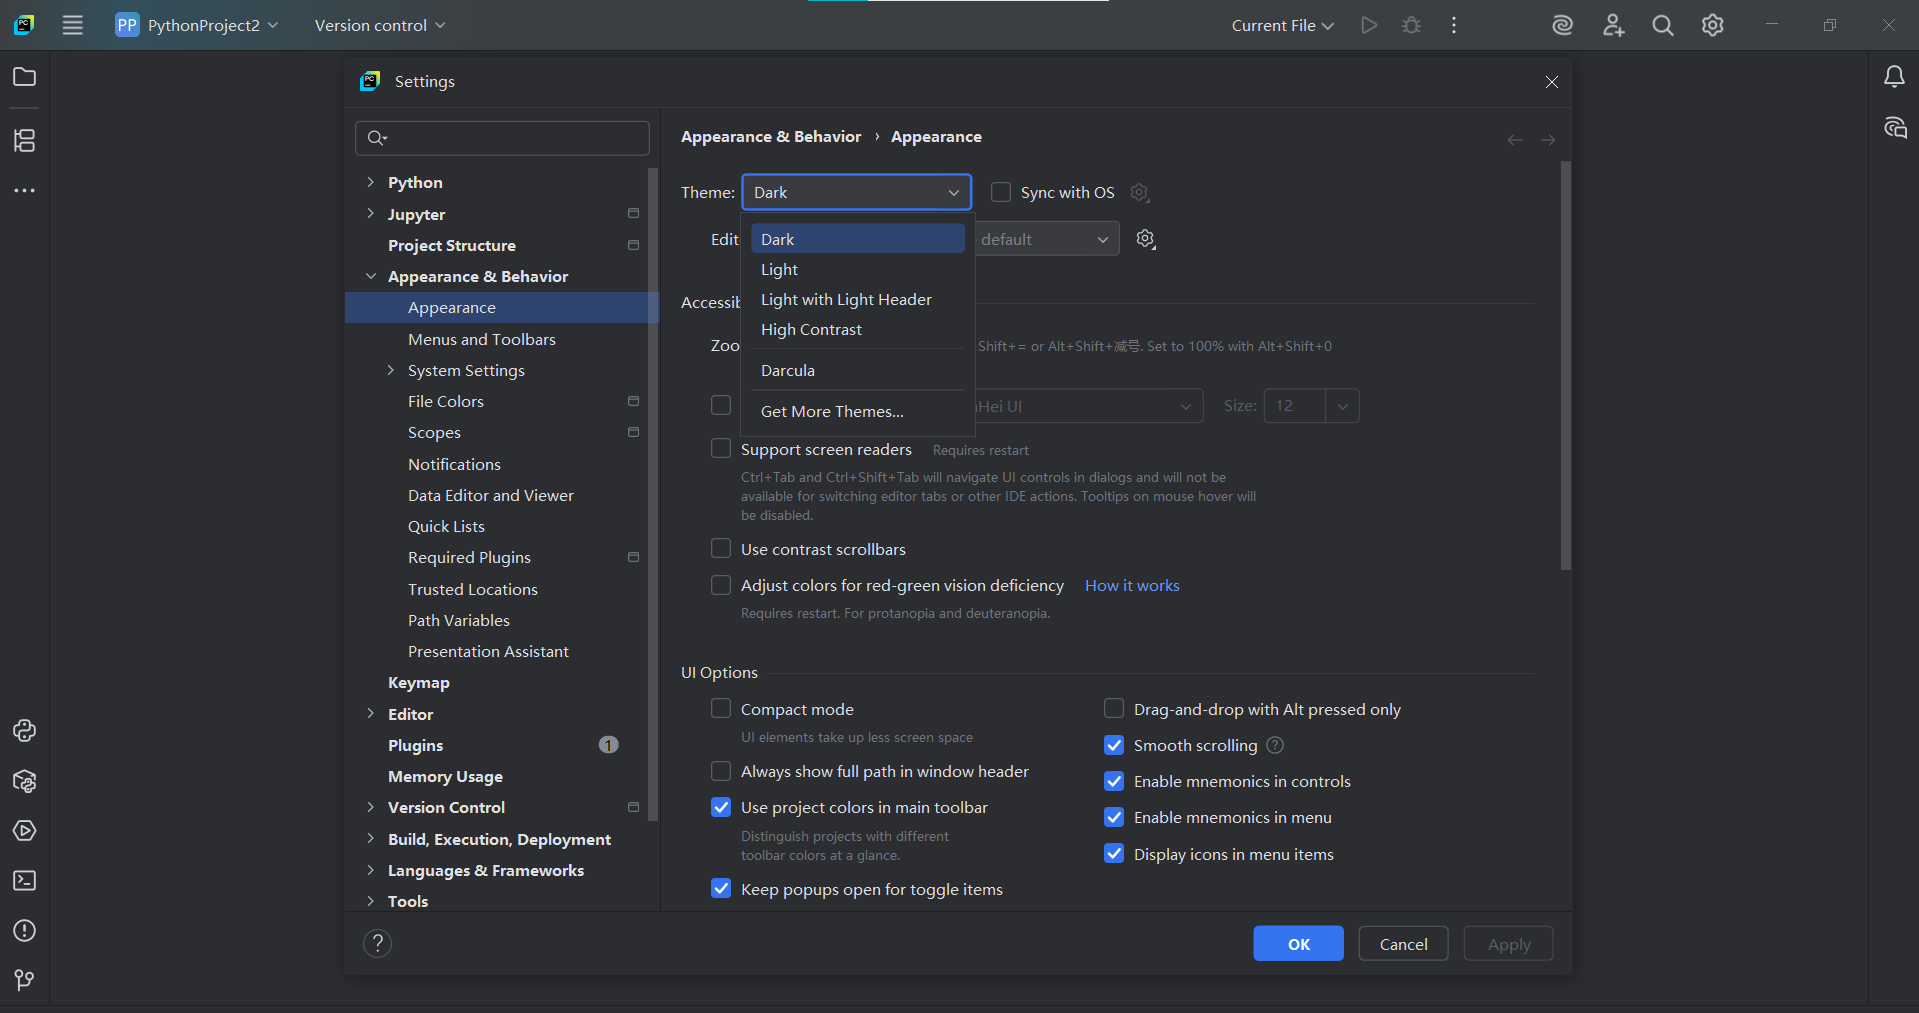 PC PP PythonProject2 Version control Current File
PC Settings
Appearance & Behavior › Appearance
Python
Jupyter
Project Structure
Appearance & Behavior
Appearance
Menus and Toolbars
System Settings
File Colors
Scopes
Notifications
Data Editor and Viewer
Quick Lists
Required Plugins
Trusted Locations
Path Variables
Presentation Assistant
Keymap
Editor
Plugins 1
Memory Usage
Version Control
Build, Execution, Deployment
Languages & Frameworks
Tools
Theme: Dark Sync with OS
Edit default
Dark
Light
Light with Light Header
High Contrast
Darcula
Get More Themes...
Accessib
Zoo Shift+= or Alt+Shift+减号. Set to 100% with Alt+Shift+0
Hei UI Size: 12
Support screen readers Requires restart
Ctrl+Tab and Ctrl+Shift+Tab will navigate UI controls in dialogs and will not be
available for switching editor tabs or other IDE actions. Tooltips on mouse hover will
be disabled.
Use contrast scrollbars
Adjust colors for red-green vision deficiency How it works
Requires restart. For protanopia and deuteranopia.
UI Options
Compact mode
UI elements take up less screen space
Always show full path in window header
Use project colors in main toolbar
Distinguish projects with different
toolbar colors at a glance.
Keep popups open for toggle items
Drag-and-drop with Alt pressed only
Smooth scrolling ?
Enable mnemonics in controls
Enable mnemonics in menu
Display icons in menu items
? OK Cancel Apply